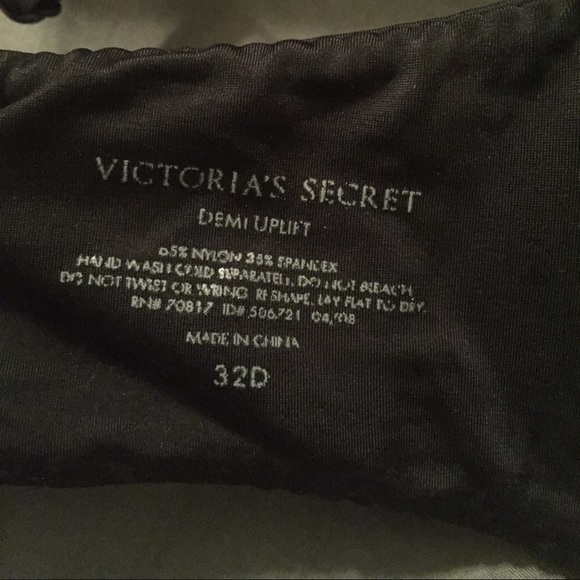 VICTORIA'S SECRET
DEMI UPLIFT
65% NYLON 35% SPANDEX
HAND WASH COLD SEPARATELY. DO NOT BLEACH.
DO NOT TWIST OR WRING. RESHAPE, LAY FLAT TO DRY.
RN# 70817 ID# 506721 04/08
MADE IN CHINA
32D